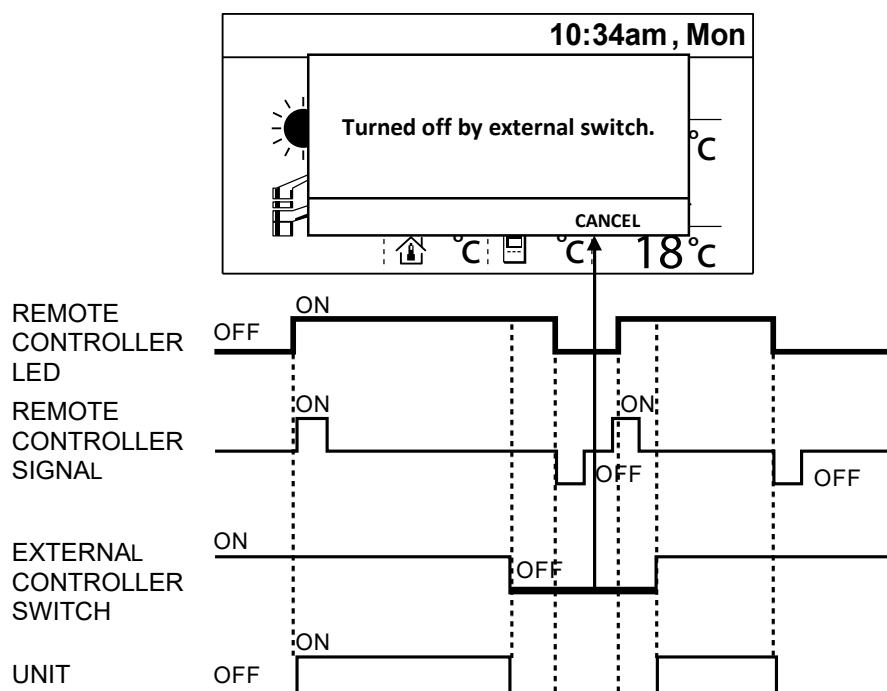 10:34am , Mon
Turned off by external switch.
°C
CANCEL
°C °C 18°C
REMOTE
CONTROLLER
LED
OFF
ON
REMOTE
CONTROLLER
SIGNAL
ON
OFF
ON
OFF
EXTERNAL
CONTROLLER
SWITCH
ON
OFF
UNIT
OFF
ON